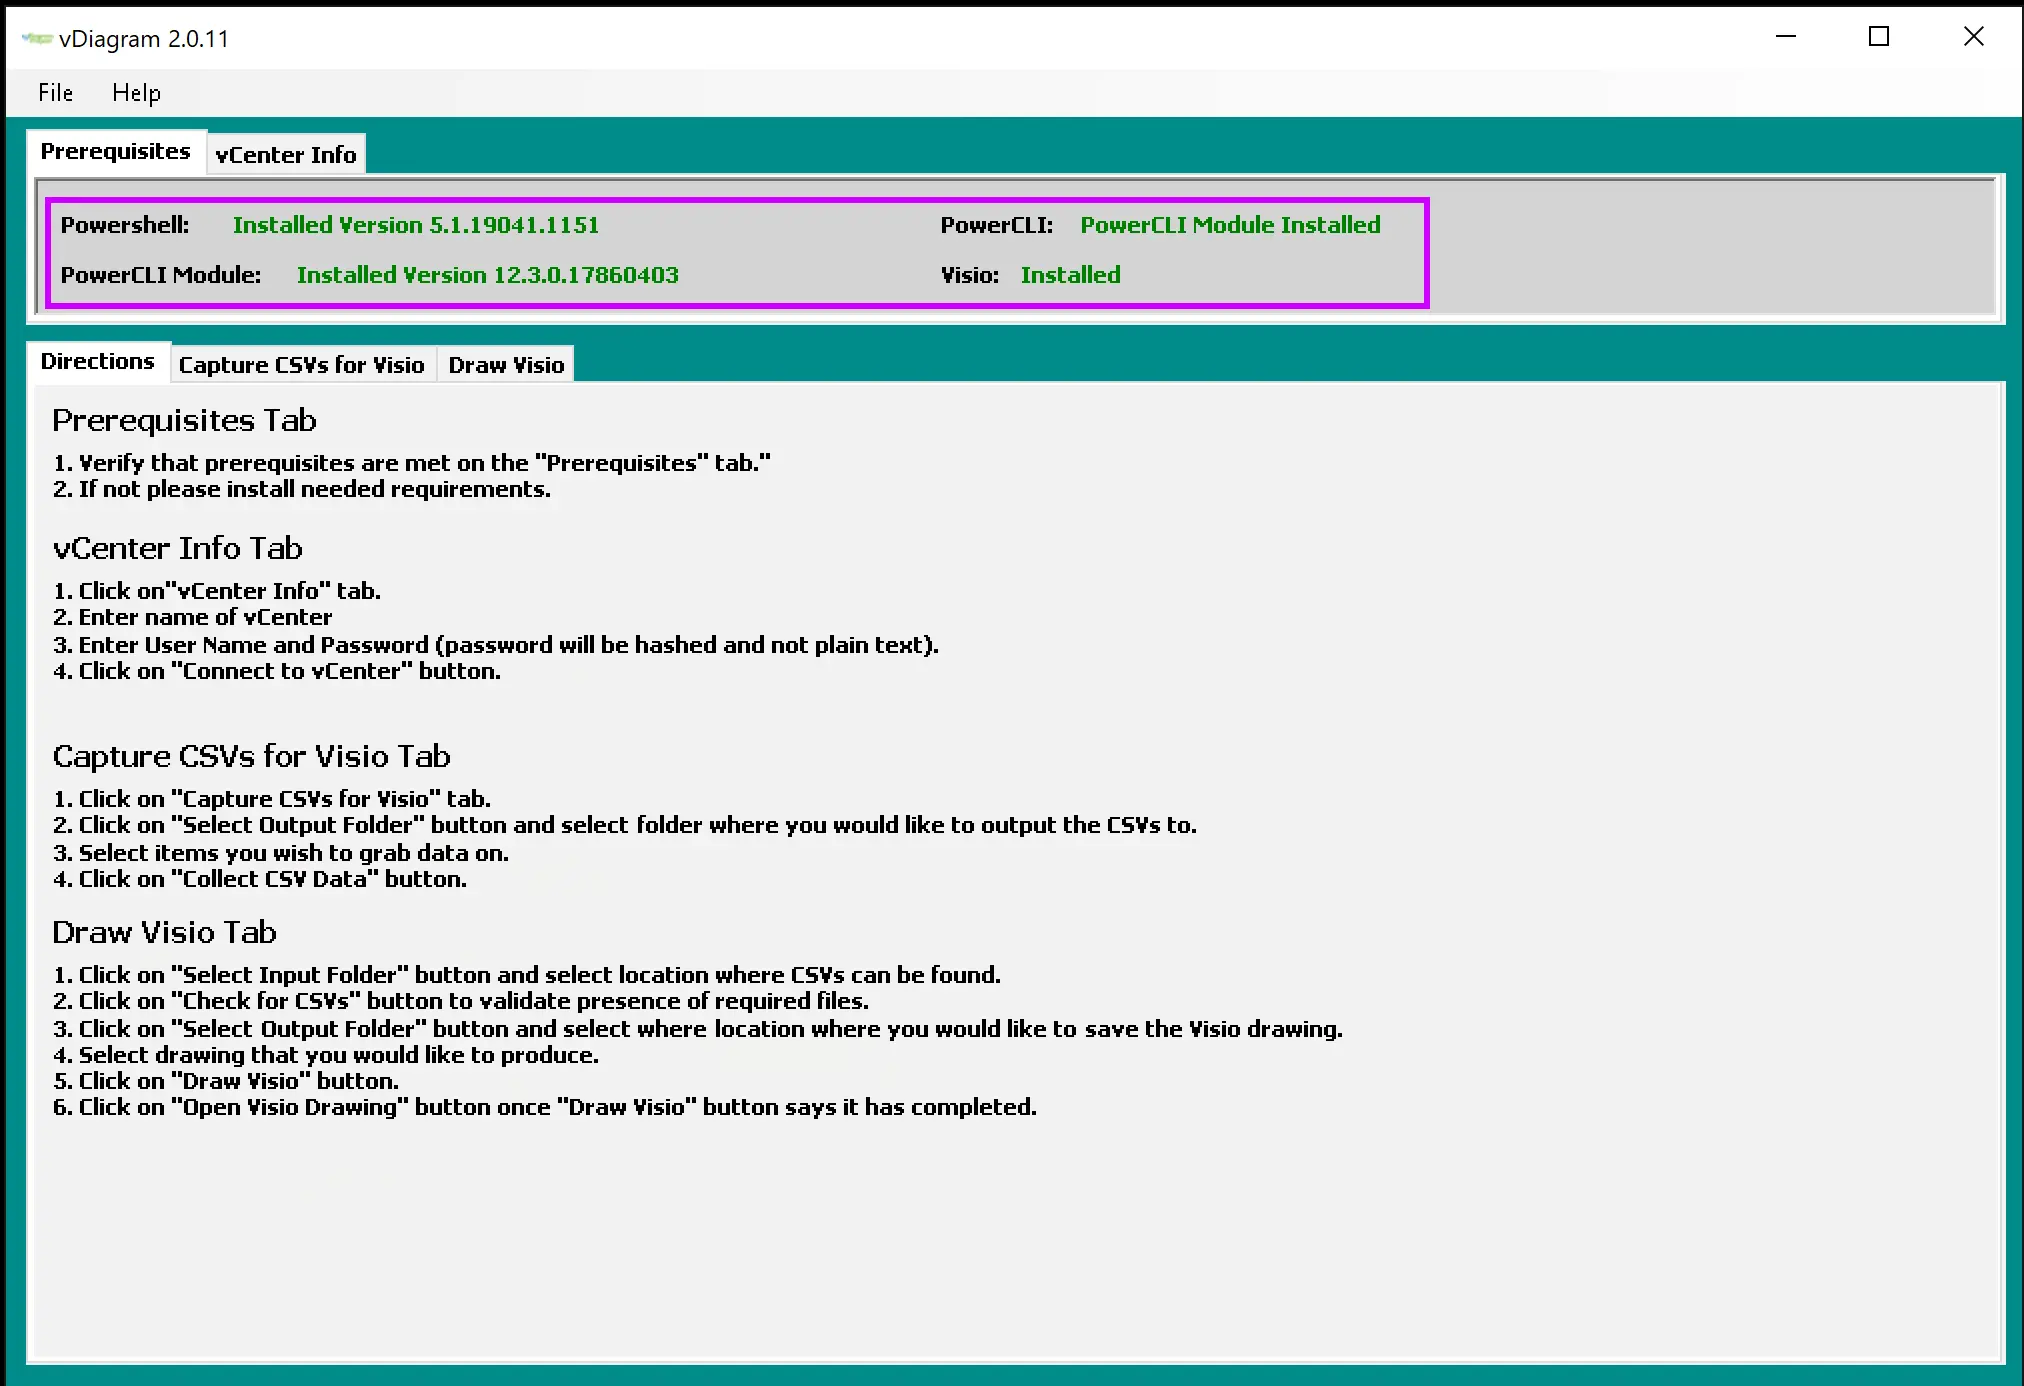 vDiagram 2.0.11
File Help
Prerequisites vCenter Info
Powershell: Installed Version 5.1.19041.1151 PowerCLI: PowerCLI Module Installed
PowerCLI Module: Installed Version 12.3.0.17860403 Visio: Installed
Directions Capture CSVs for Visio Draw Visio
Prerequisites Tab
1. Verify that prerequisites are met on the "Prerequisites" tab."
2. If not please install needed requirements.
vCenter Info Tab
1. Click on"vCenter Info" tab.
2. Enter name of vCenter
3. Enter User Name and Password (password will be hashed and not plain text).
4. Click on "Connect to vCenter" button.
Capture CSVs for Visio Tab
1. Click on "Capture CSVs for Visio" tab.
2. Click on "Select Output Folder" button and select folder where you would like to output the CSVs to.
3. Select items you wish to grab data on.
4. Click on "Collect CSV Data" button.
Draw Visio Tab
1. Click on "Select Input Folder" button and select location where CSVs can be found.
2. Click on "Check for CSVs" button to validate presence of required files.
3. Click on "Select Output Folder" button and select where location where you would like to save the Visio drawing.
4. Select drawing that you would like to produce.
5. Click on "Draw Visio" button.
6. Click on "Open Visio Drawing" button once "Draw Visio" button says it has completed.